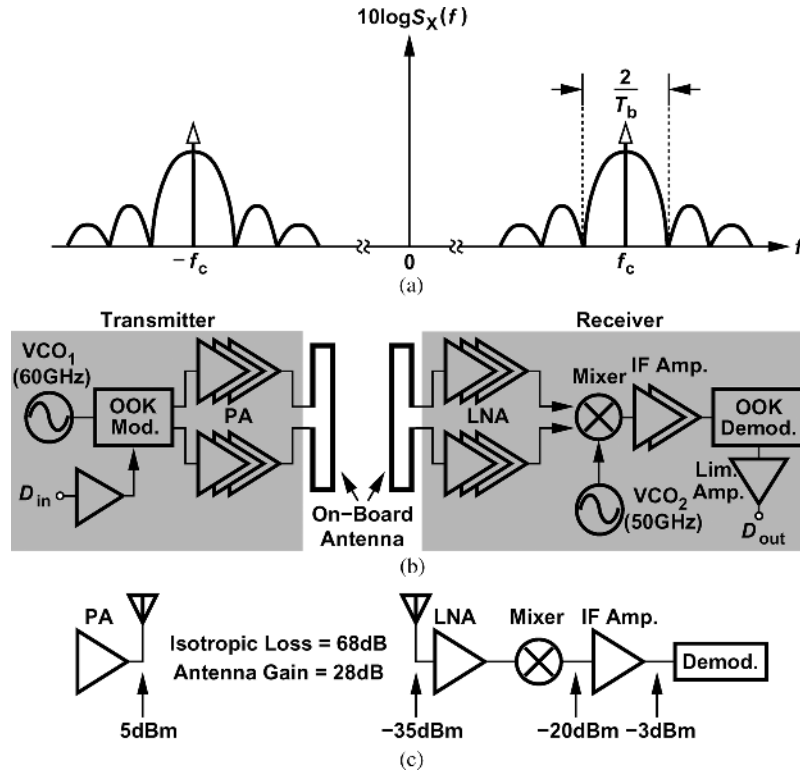 10logS_X(f)
2
T_b
−f_c
0
f_c
f
(a)
Transmitter
Receiver
VCO_1
(60GHz)
OOK
Mod.
PA
D_in
On−Board
Antenna
LNA
Mixer
IF Amp.
OOK
Demod.
VCO_2
(50GHz)
Lim.
Amp.
D_out
(b)
PA
Isotropic Loss = 68dB
Antenna Gain = 28dB
LNA
Mixer
IF Amp.
Demod.
5dBm
−35dBm
−20dBm
−3dBm
(c)